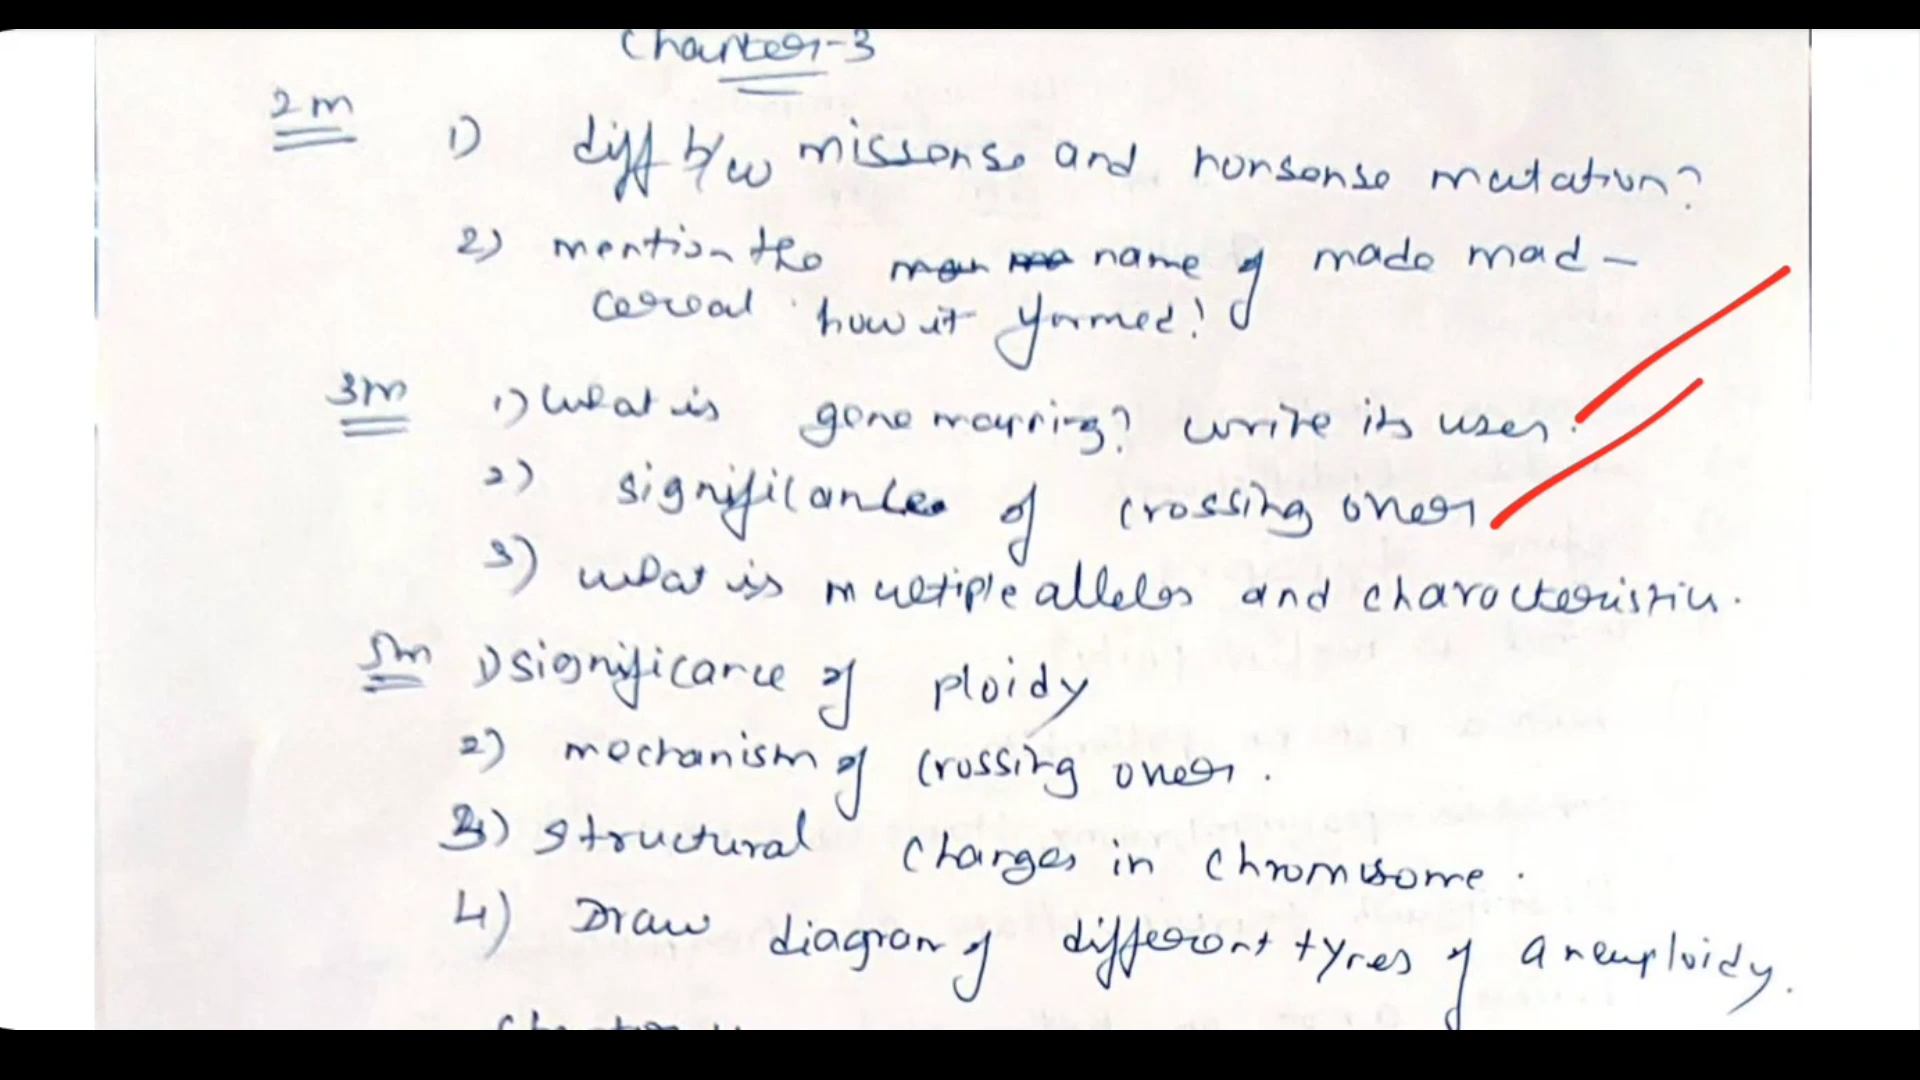 Chapter-3
2m
1) diff b/w missense and nonsense mutation?
2) mention the name of made mad -
cereal how it formed?
3m
1) what is gene mapping? write its uses.
2) significance of crossing over
3) what is multiple alleles and characteristics.
5m
1) significance of ploidy
2) mechanism of crossing over.
3) structural changes in chromosome.
4) Draw diagram of different types of aneuploidy.